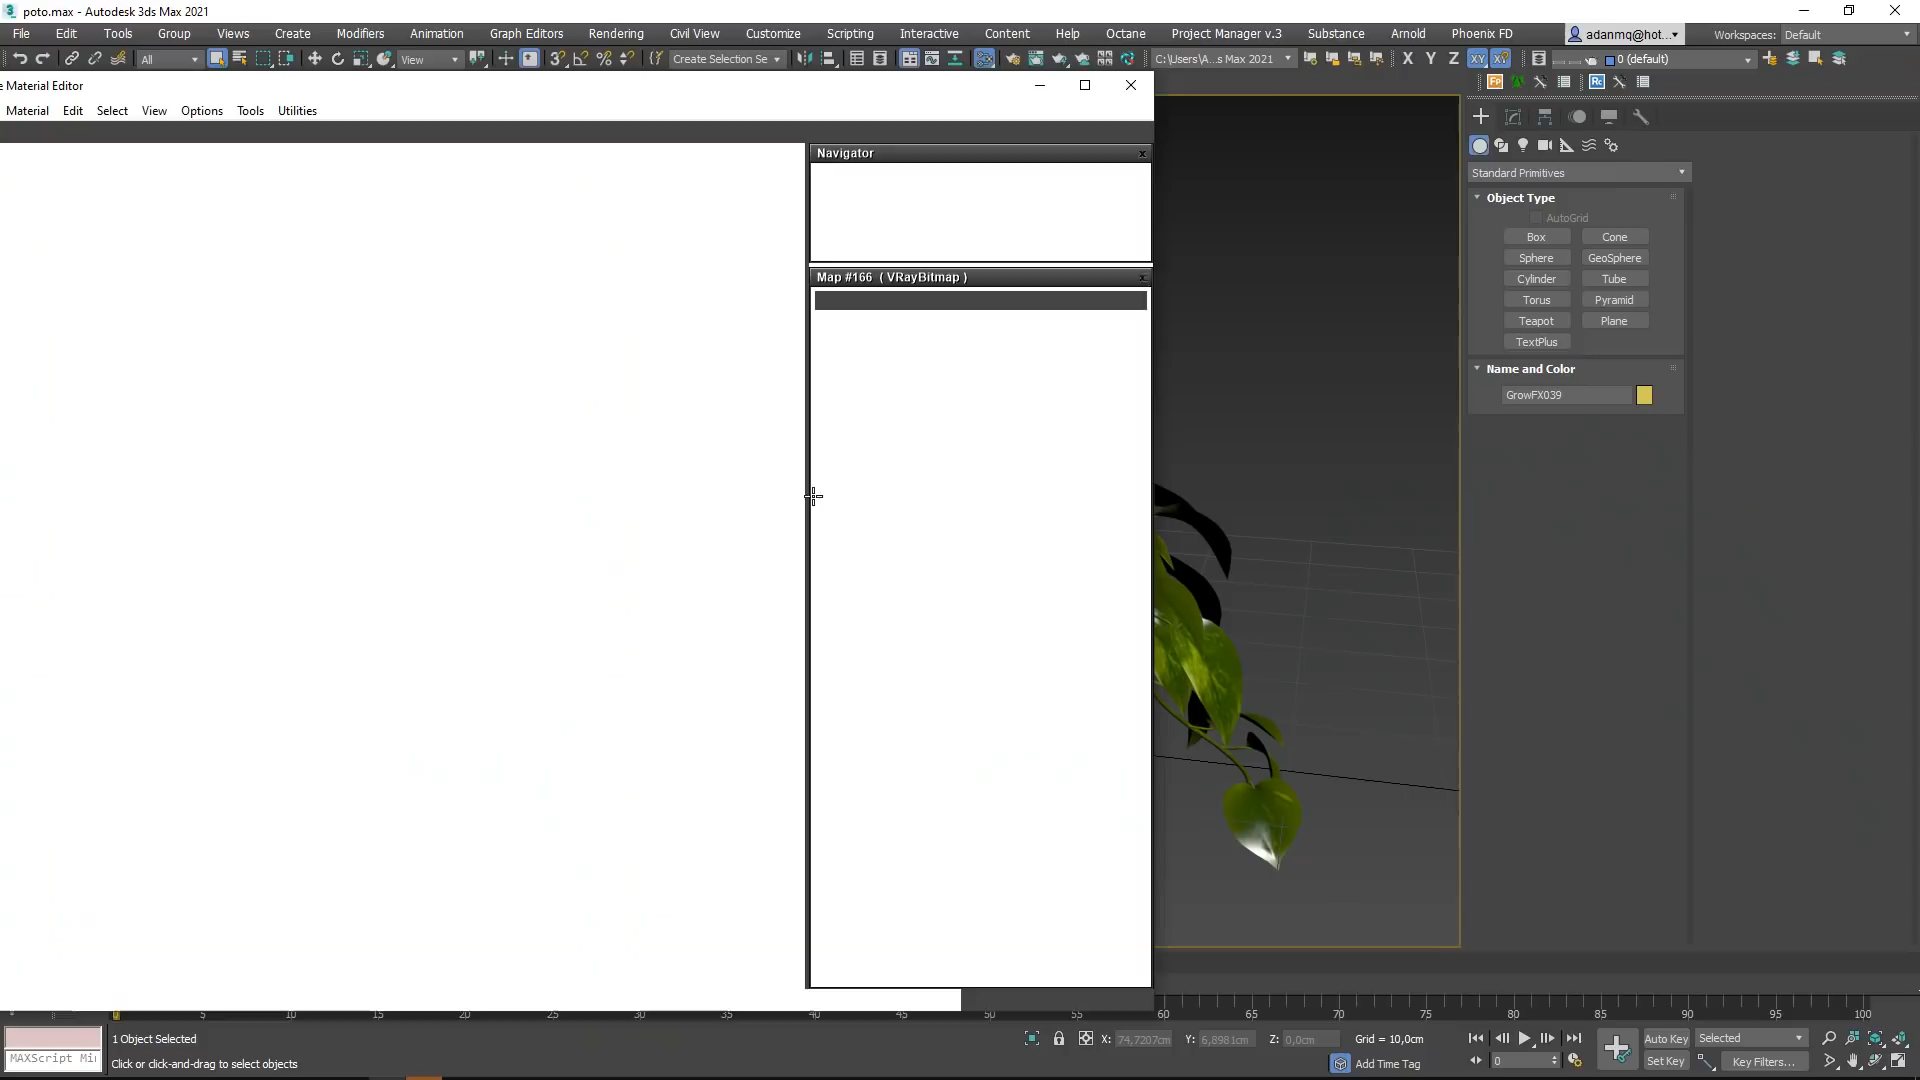 poto.max - Autodesk 3ds Max 2021
File Edit Tools Group Views Create Modifiers Animation Graph Editors Rendering Civil View Customize Scripting Interactive Content Help Octane Project Manager v.3 Substance Arnold Phoenix FD adanmq@hot... Workspaces: Default
All View Create Selection Se C:\Users\A...s Max 2021 X Y Z XY 0 (default)
e Material Editor
Material Edit Select View Options Tools Utilities
Navigator
Map #166 ( VRayBitmap )
Standard Primitives
Object Type
AutoGrid
Box Cone
Sphere GeoSphere
Cylinder Tube
Torus Pyramid
Teapot Plane
TextPlus
Name and Color
GrowFX039
5 10 15 20 25 30 35 40 45 50 55 60 65 70 75 80 85 90 95 100
1 Object Selected X: 74,7207cm Y: 6,8981cm Z: 0,0cm Grid = 10,0cm Auto Key Selected
MAXScript Mi Click or click-and-drag to select objects Add Time Tag 0 Set Key Key Filters...